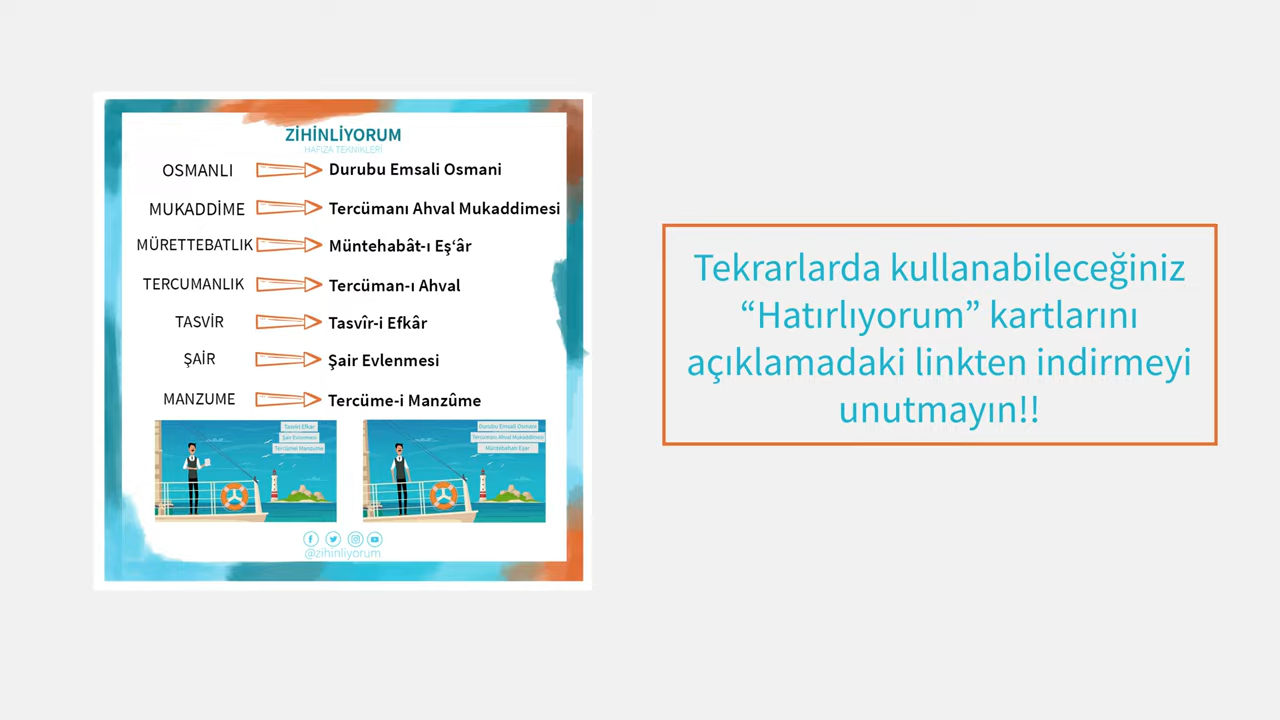 ZİHİNLİYORUM
HAFIZA TEKNİKLERİ
OSMANLI Durubu Emsali Osmani
MUKADDİME Tercümanı Ahval Mukaddimesi
MÜRETTEBATLIK Müntehabât-ı Eş‘âr
TERCUMANLIK Tercüman-ı Ahval
TASVİR Tasvîr-i Efkâr
ŞAİR Şair Evlenmesi
MANZUME Tercüme-i Manzûme
Tasviri Efkar
Şair Evlenmesi
Tercümei Manzume
Durubu Emsali Osmani
Tercümanı Ahval Mukaddimesi
Müntehabatı Eşar
@zihinliyorum
Tekrarlarda kullanabileceğiniz
“Hatırlıyorum” kartlarını
açıklamadaki linkten indirmeyi
unutmayın!!